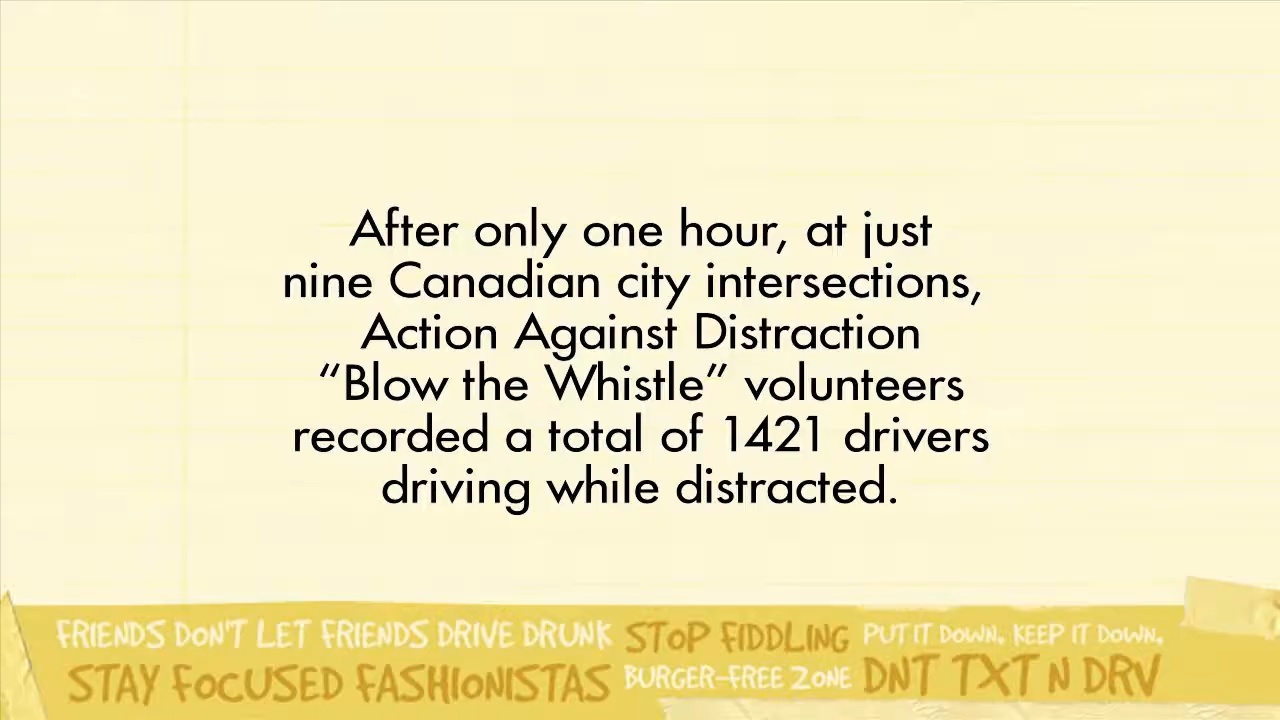 After only one hour, at just
nine Canadian city intersections,
Action Against Distraction
“Blow the Whistle” volunteers
recorded a total of 1421 drivers
driving while distracted.
FRIENDS DON'T LET FRIENDS DRIVE DRUNK STOP FIDDLING PUT IT DOWN. KEEP IT DOWN.
STAY FOCUSED FASHIONISTAS BURGER-FREE ZONE DNT TXT N DRV